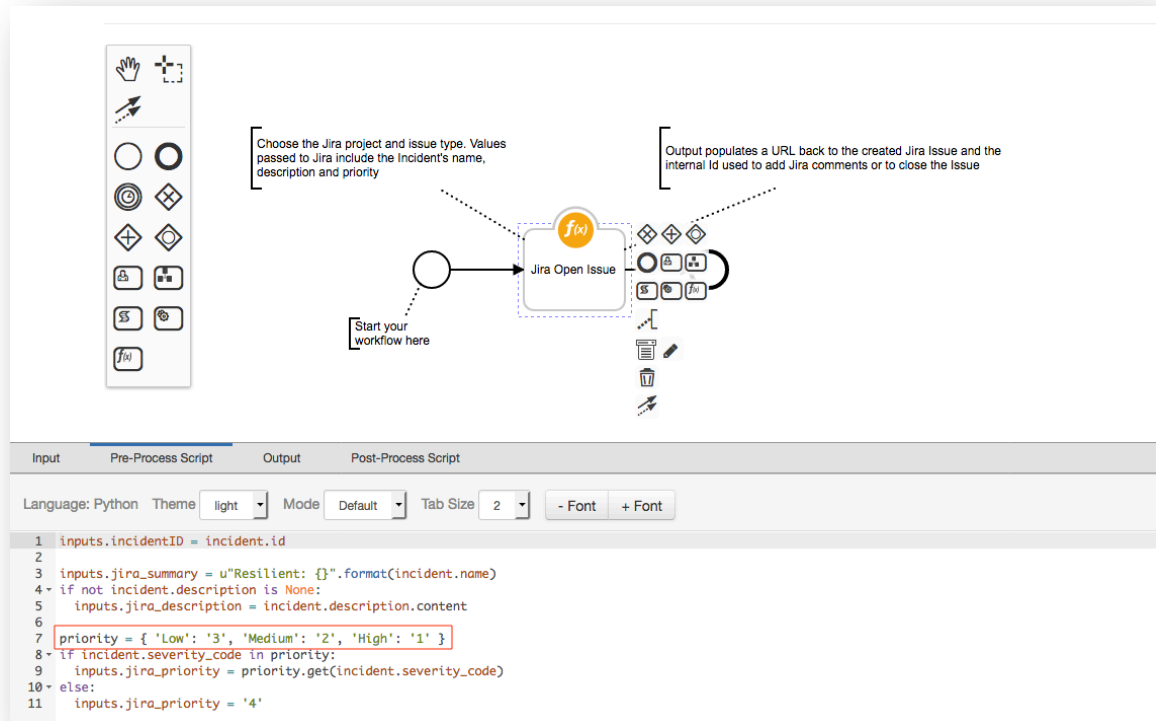 Choose the Jira project and issue type. Values
passed to Jira include the Incident's name,
description and priority
Output populates a URL back to the created Jira Issue and the
internal Id used to add Jira comments or to close the Issue
f(x)
Jira Open Issue
Start your
workflow here
f(x)
f(x)
Input Pre-Process Script Output Post-Process Script
Language: Python Theme light Mode Default Tab Size 2 - Font + Font
1 inputs.incidentID = incident.id
2
3 inputs.jira_summary = u"Resilient: {}".format(incident.name)
4 if not incident.description is None:
5   inputs.jira_description = incident.description.content
6
7 priority = { 'Low': '3', 'Medium': '2', 'High': '1' }
8 if incident.severity_code in priority:
9   inputs.jira_priority = priority.get(incident.severity_code)
10 else:
11   inputs.jira_priority = '4'